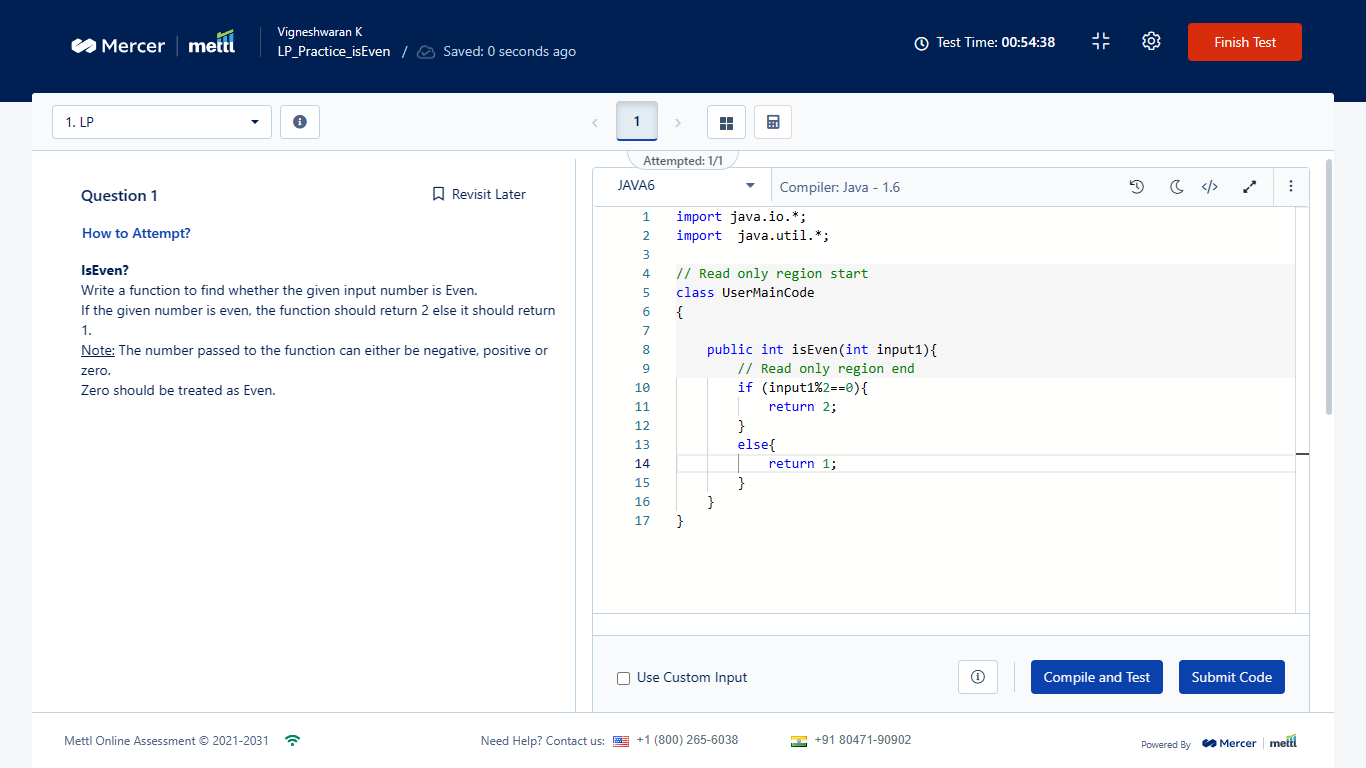 Mercer | mettl
Vigneshwaran K
LP_Practice_isEven / Saved: 0 seconds ago
Test Time: 00:54:38
Finish Test
1. LP
1
Attempted: 1/1
Question 1
Revisit Later
How to Attempt?
IsEven?
Write a function to find whether the given input number is Even.
If the given number is even, the function should return 2 else it should return
1.
Note: The number passed to the function can either be negative, positive or
zero.
Zero should be treated as Even.
JAVA6
Compiler: Java - 1.6
1 import java.io.*;
2 import  java.util.*;
3
4 // Read only region start
5 class UserMainCode
6 {
7
8     public int isEven(int input1){
9         // Read only region end
10         if (input1%2==0){
11             return 2;
12         }
13         else{
14             return 1;
15         }
16     }
17 }
Use Custom Input
Compile and Test
Submit Code
Mettl Online Assessment © 2021-2031
Need Help? Contact us: +1 (800) 265-6038
+91 80471-90902
Powered By Mercer | mettl